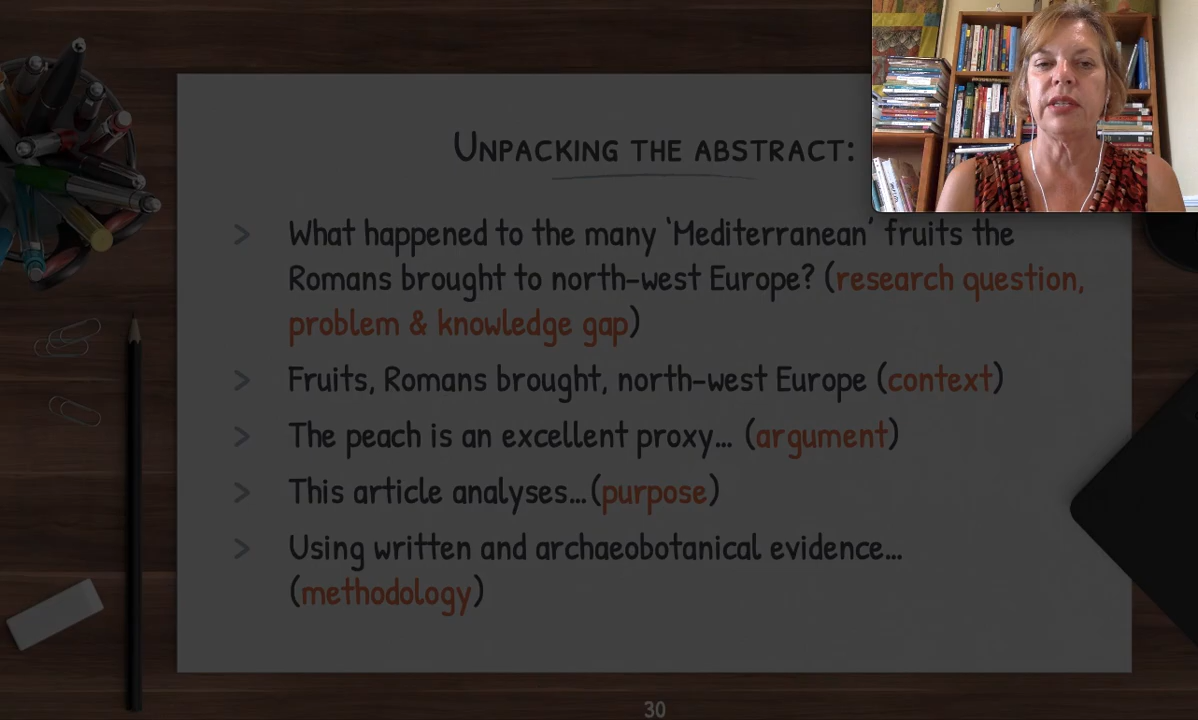 UNPACKING THE ABSTRACT:
> What happened to the many 'Mediterranean' fruits the
Romans brought to north-west Europe? (research question,
problem & knowledge gap)
> Fruits, Romans brought, north-west Europe (context)
> The peach is an excellent proxy... (argument)
> This article analyses...(purpose)
> Using written and archaeobotanical evidence...
(methodology)
30